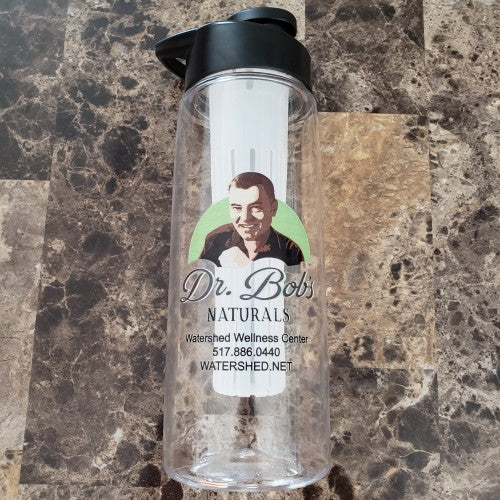 Dr. Bob's
NATURALS
Watershed Wellness Center
517.886.0440
WATERSHED.NET